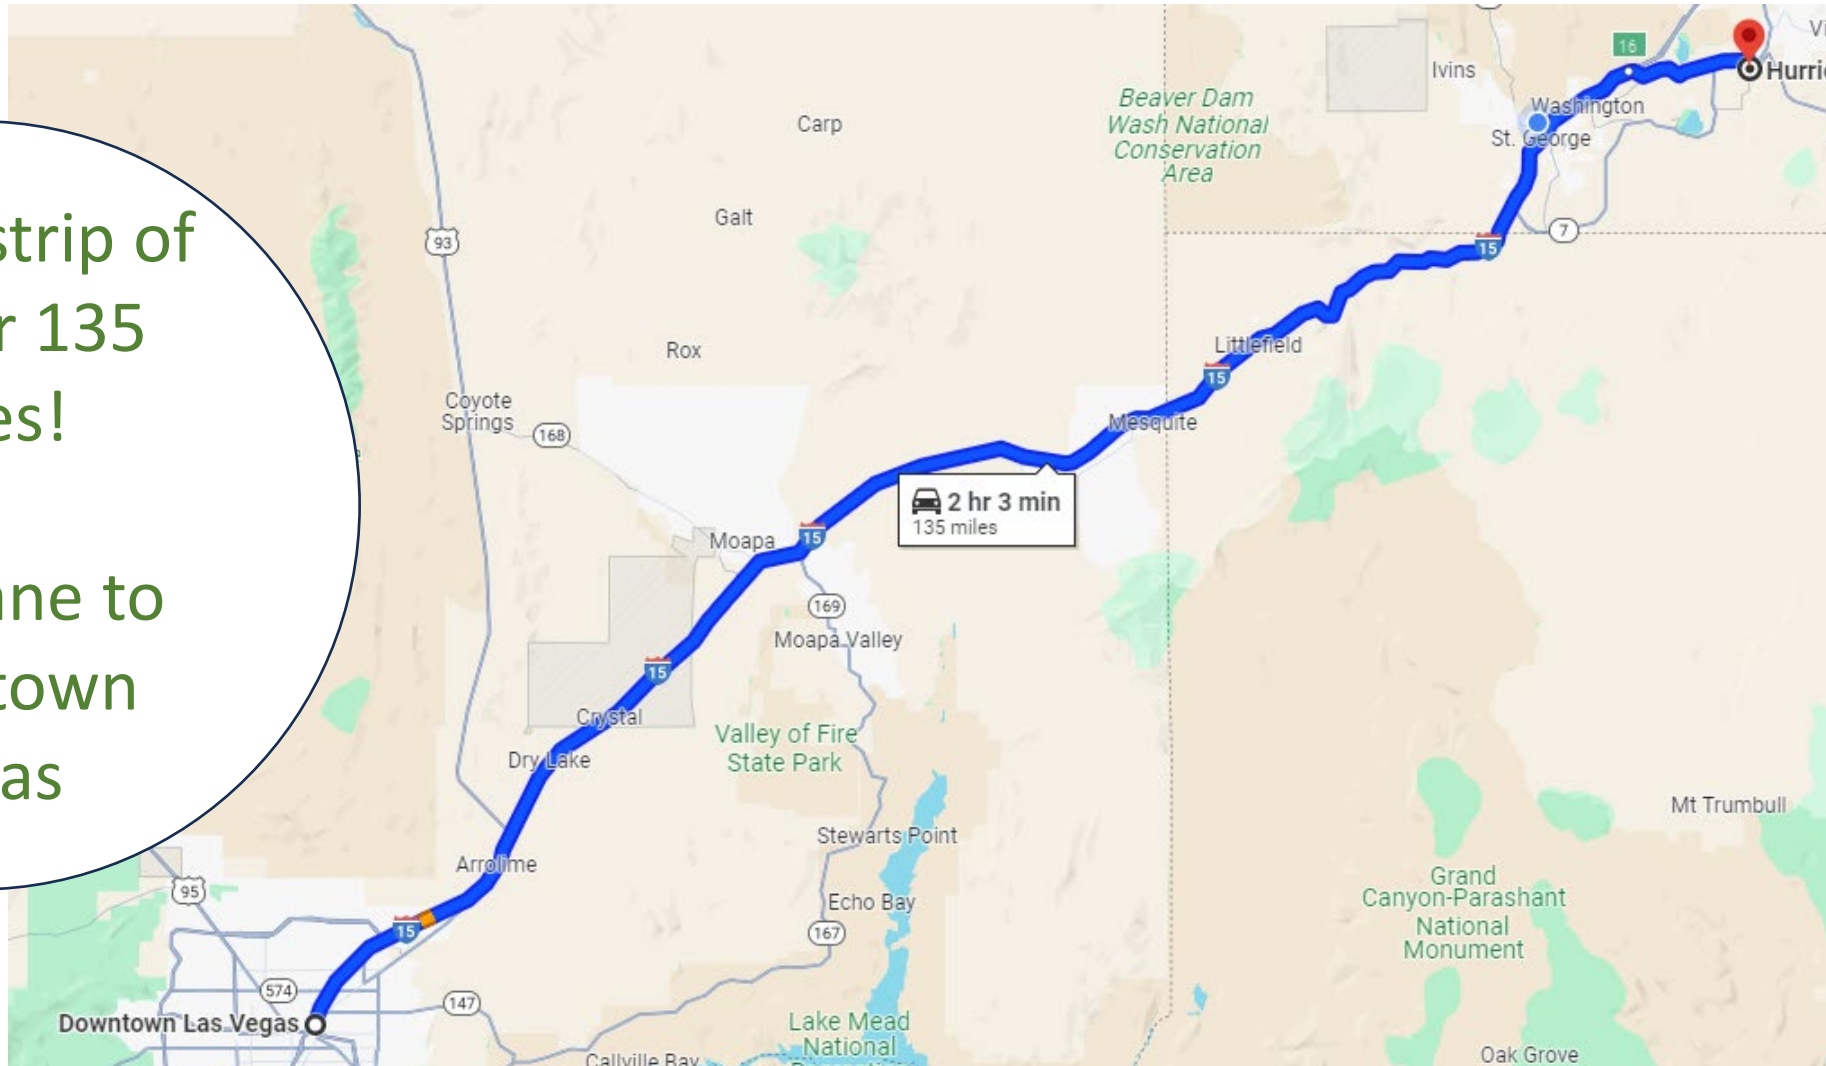 strip of
135
es!
ne to
town
as
93
Carp
Galt
Rox
Coyote
Springs
168
Beaver Dam
Wash National
Conservation
Area
Ivins
16
Washington
St. George
Hurri
7
15
Littlefield
15
Mesquite
2 hr 3 min
135 miles
Moapa
15
169
Moapa Valley
15
Crystal
Dry Lake
Valley of Fire
State Park
Stewarts Point
Arrolime
Echo Bay
95
15
167
574
147
Downtown Las Vegas
Lake Mead
National
Callville Bay
Mt Trumbull
Grand
Canyon-Parashant
National
Monument
Oak Grove